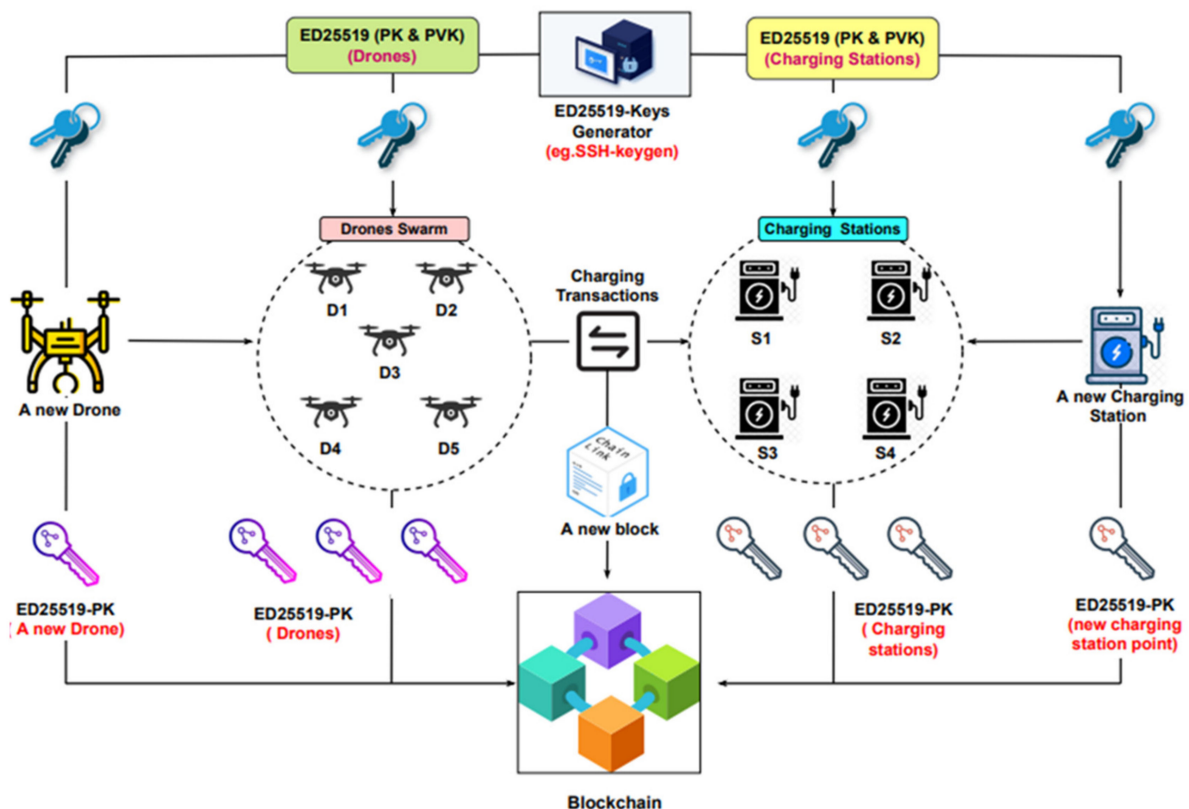 ED25519 (PK & PVK)
(Drones)
ED25519 (PK & PVK)
(Charging Stations)
ED25519-Keys
Generator
(eg.SSH-keygen)
Drones Swarm
Charging Stations
D1
D2
D3
D4
D5
Charging
Transactions
S1
S2
S3
S4
A new Drone
A new Charging
Station
Chain
Link
A new block
ED25519-PK
( A new Drone)
ED25519-PK
( Drones)
ED25519-PK
( Charging
stations)
ED25519-PK
(new charging
station point)
Blockchain